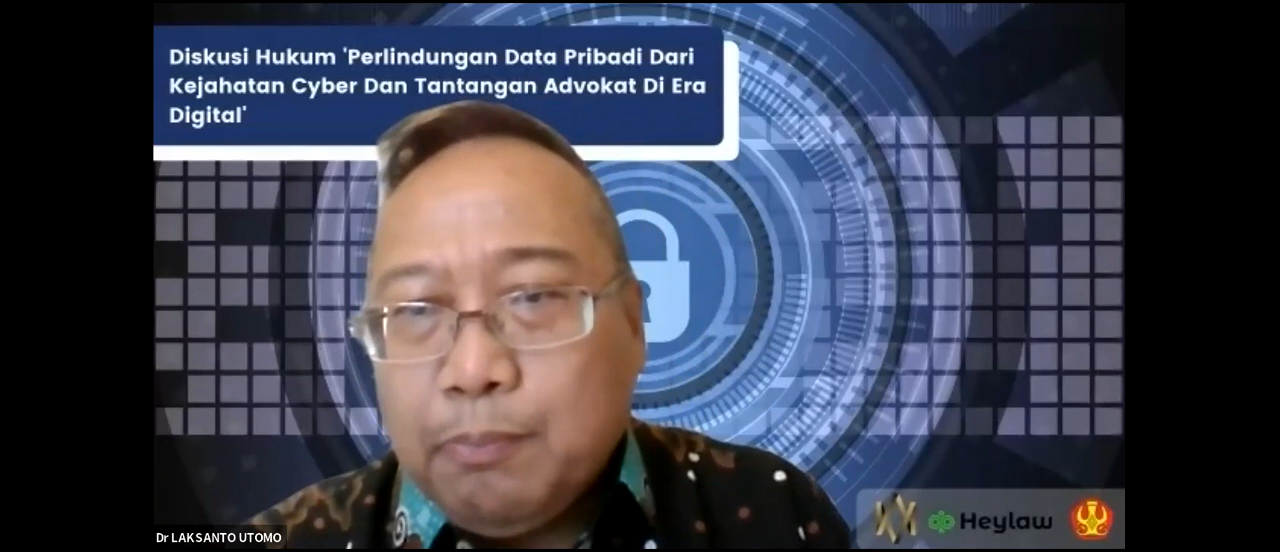 Diskusi Hukum 'Perlindungan Data Pribadi Dari
Kejahatan Cyber Dan Tantangan Advokat Di Era
Digital'
Heylaw
Dr LAKSANTO UTOMO